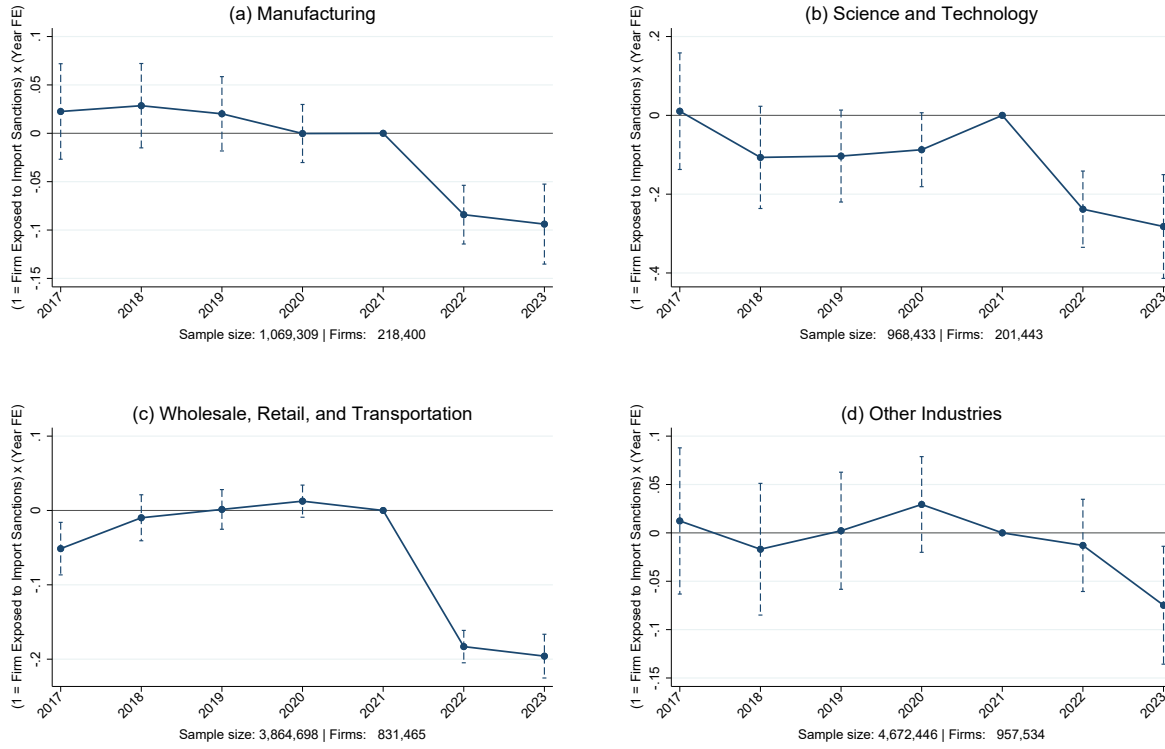 (a) Manufacturing
(1 = Firm Exposed to Import Sanctions) x (Year FE)
.1
.05
0
-.05
-.1
-.15
2017 2018 2019 2020 2021 2022 2023
Sample size: 1,069,309 | Firms: 218,400
(b) Science and Technology
(1 = Firm Exposed to Import Sanctions) x (Year FE)
.2
0
-.2
-.4
2017 2018 2019 2020 2021 2022 2023
Sample size: 968,433 | Firms: 201,443
(c) Wholesale, Retail, and Transportation
(1 = Firm Exposed to Import Sanctions) x (Year FE)
.1
0
-.1
-.2
2017 2018 2019 2020 2021 2022 2023
Sample size: 3,864,698 | Firms: 831,465
(d) Other Industries
(1 = Firm Exposed to Import Sanctions) x (Year FE)
.1
.05
0
-.05
-.1
-.15
2017 2018 2019 2020 2021 2022 2023
Sample size: 4,672,446 | Firms: 957,534